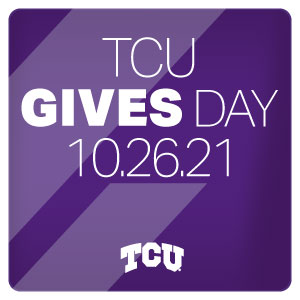 TCU
GIVES DAY
10.26.21
TCU